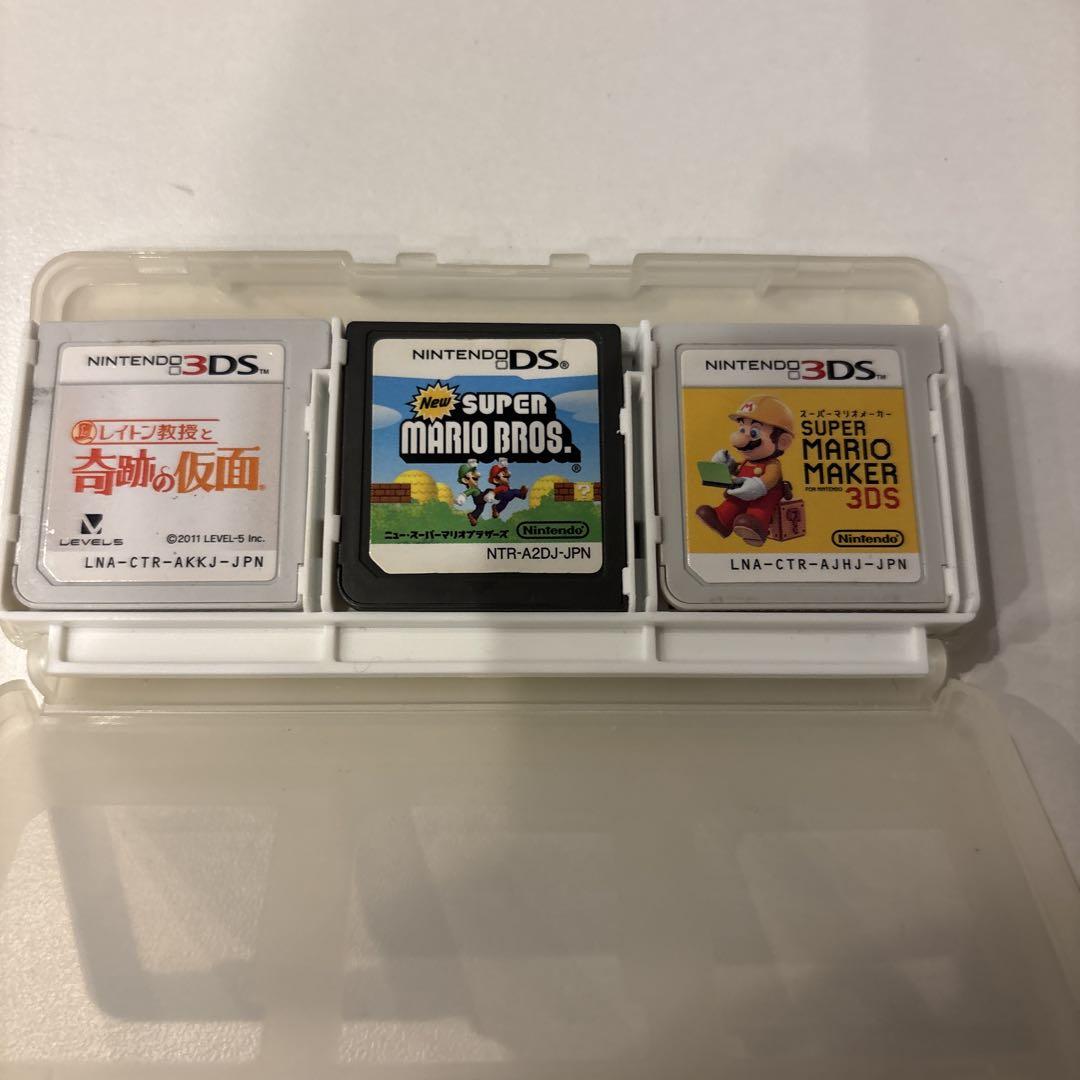 NINTENDO3DS™
レイトン教授と
奇跡の仮面
LEVEL5
©2011 LEVEL-5 Inc.
LNA-CTR-AKKJ-JPN
NINTENDO DS®
New SUPER
MARIO BROS.®
ニュー・スーパーマリオブラザーズ
Nintendo®
NTR-A2DJ-JPN
NINTENDO3DS™
スーパーマリオメーカー
SUPER
MARIO
MAKER
FOR NINTENDO
3DS
Nintendo®
LNA-CTR-AJHJ-JPN